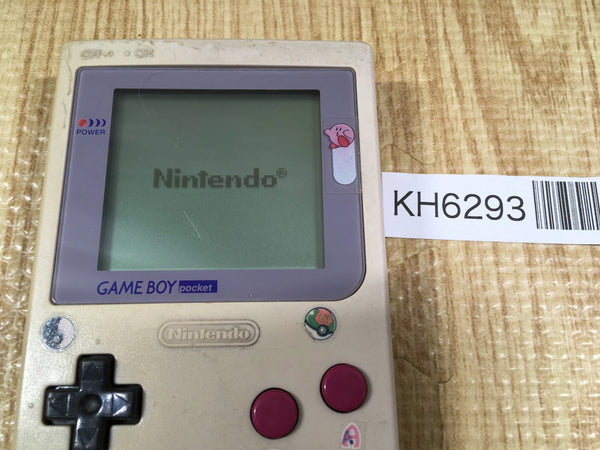 OFF ON
POWER
Nintendo®
KH6293
GAME BOY pocket
Nintendo
A